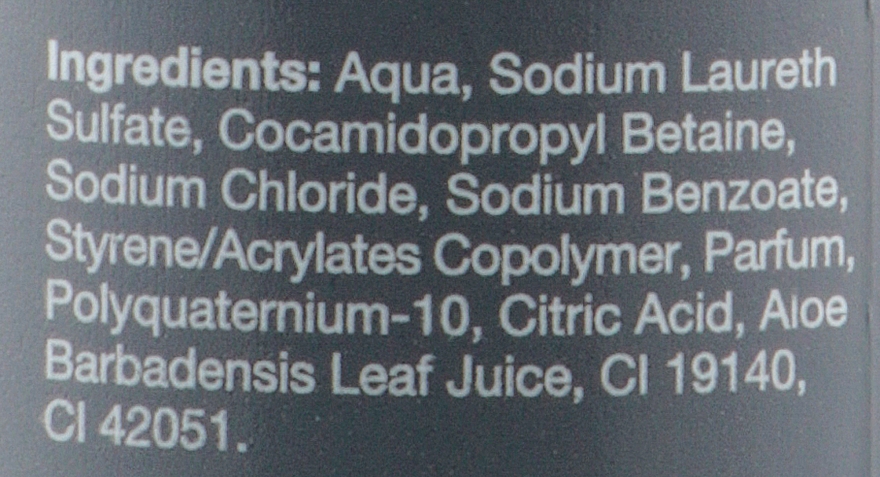 Ingredients: Aqua, Sodium Laureth
Sulfate, Cocamidopropyl Betaine,
Sodium Chloride, Sodium Benzoate,
Styrene/Acrylates Copolymer, Parfum,
Polyquaternium-10, Citric Acid, Aloe
Barbadensis Leaf Juice, CI 19140,
CI 42051.